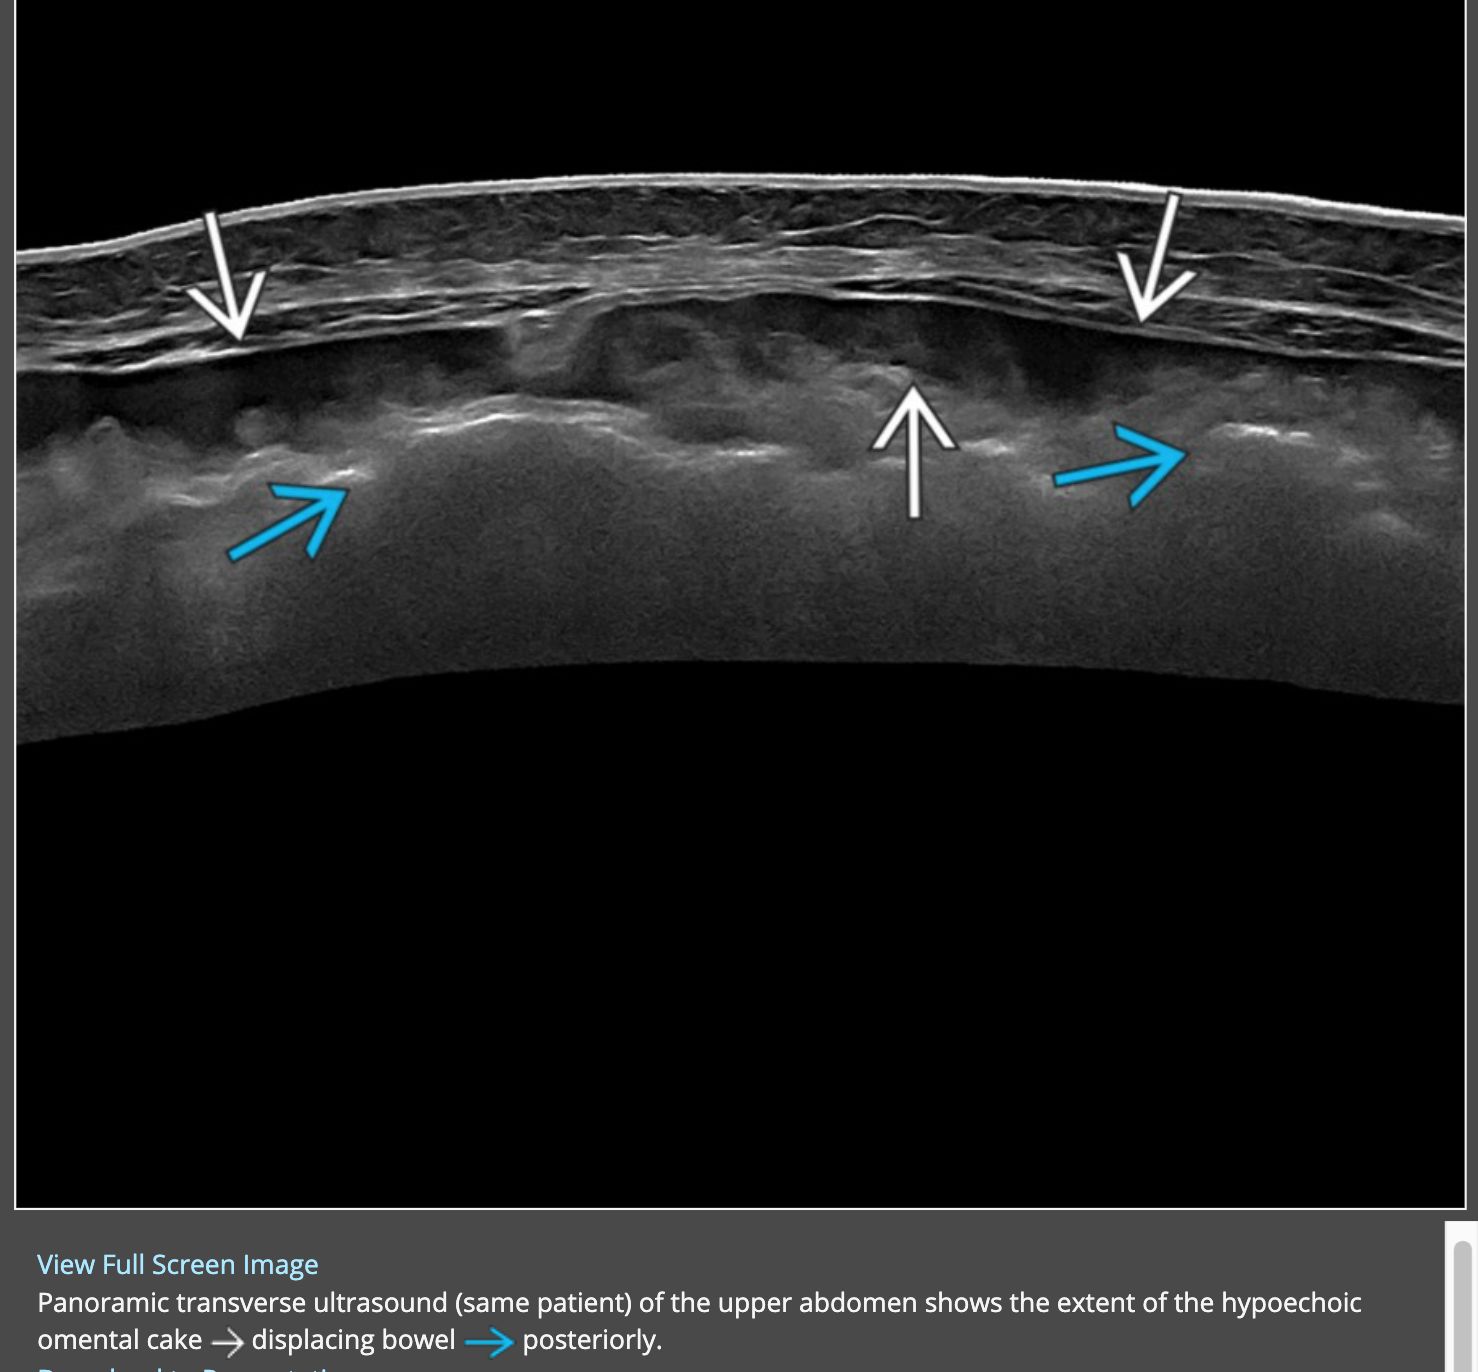 View Full Screen Image
Panoramic transverse ultrasound (same patient) of the upper abdomen shows the extent of the hypoechoic
omental cake → displacing bowel → posteriorly.